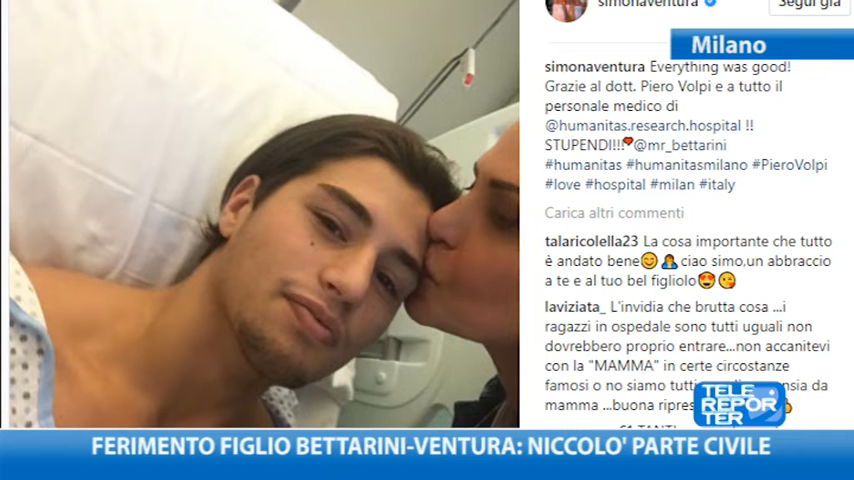 simonaventura
Segui già
Milano
simonaventura Everything was good!
Grazie al dott. Piero Volpi e a tutto il
personale medico di
@humanitas.research.hospital !!
STUPENDI!!!❣@mr_bettarini
#humanitas #humanitasmilano #PieroVolpi
#love #hospital #milan #italy
Carica altri commenti
talaricolella23 La cosa importante che tutto
è andato bene😊🤱ciao simo,un abbraccio
a te e al tuo bel figliolo😍😘
laviziata_ L'invidia che brutta cosa ...i
ragazzi in ospedale sono tutti uguali non
dovrebbero proprio entrare...non accanitevi
con la "MAMMA" in certe circostanze
famosi o no siamo tutti da
mamma ...buona
TELE
REPOR
TER
FERIMENTO FIGLIO BETTARINI-VENTURA: NICCOLO' PARTE CIVILE